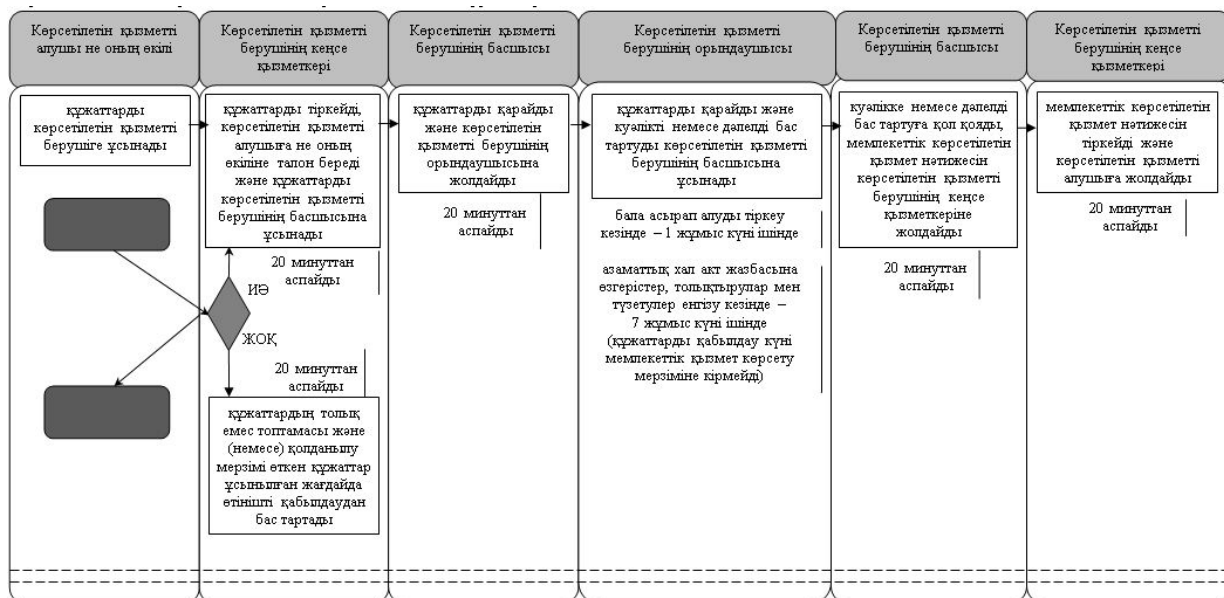 Көрсетілетін қызметті
алушы не оның өкілі
Көрсетілетін қызметті
берушінің кеңсе
қызметкері
Көрсетілетін қызметті
берушінің басшысы
Көрсетілетін қызметті
берушінің орындаушысы
Көрсетілетін қызметті
берушінің басшысы
Көрсетілетін қызметті
берушінің кеңсе
қызметкері
құжаттарды
көрсетілетін қызметті
берушіге ұсынады
құжаттарды тіркейді,
көрсетілетін қызметті
алушыға не оның
өкіліне талон береді
және құжаттарды
көрсетілетін қызметті
берушінің басшысына
ұсынады
20 минуттан
аспайды
ИӘ
ЖОҚ
20 минуттан
аспайды
құжаттардың толық
емес топтамасы және
(немесе) қолданылу
мерзімі өткен құжаттар
ұсынылған жағдайда
өтінішті қабылдаудан
бас тартады
құжаттарды қарайды
және көрсетілетін
қызметті берушінің
орындаушысына
жолдайды
20 минуттан
аспайды
құжаттарды қарайды және
куәлікті немесе дәлелді бас
тартуды көрсетілетін қызметті
берушінің басшысына
ұсынады
бала асырап алуды тіркеу
кезінде – 1 жұмыс күні ішінде
азаматтық хал акт жазбасына
өзгерістер, толықтырулар мен
түзетулер енгізу кезінде –
7 жұмыс күні ішінде
(құжаттарды қабылдау күні
мемлекеттік қызмет көрсету
мерзіміне кірмейді)
куәлікке немесе дәлелді
бас тартуға қол қояды,
мемлекеттік көрсетілетін
қызмет нәтижесін
көрсетілетін қызметті
берушінің кеңсе
қызметкеріне
жолдайды
20 минуттан
аспайды
мемлекеттік көрсетілетін
қызмет нәтижесін
тіркейді және
көрсетілетін қызметті
алушыға жолдайды
20 минуттан
аспайды